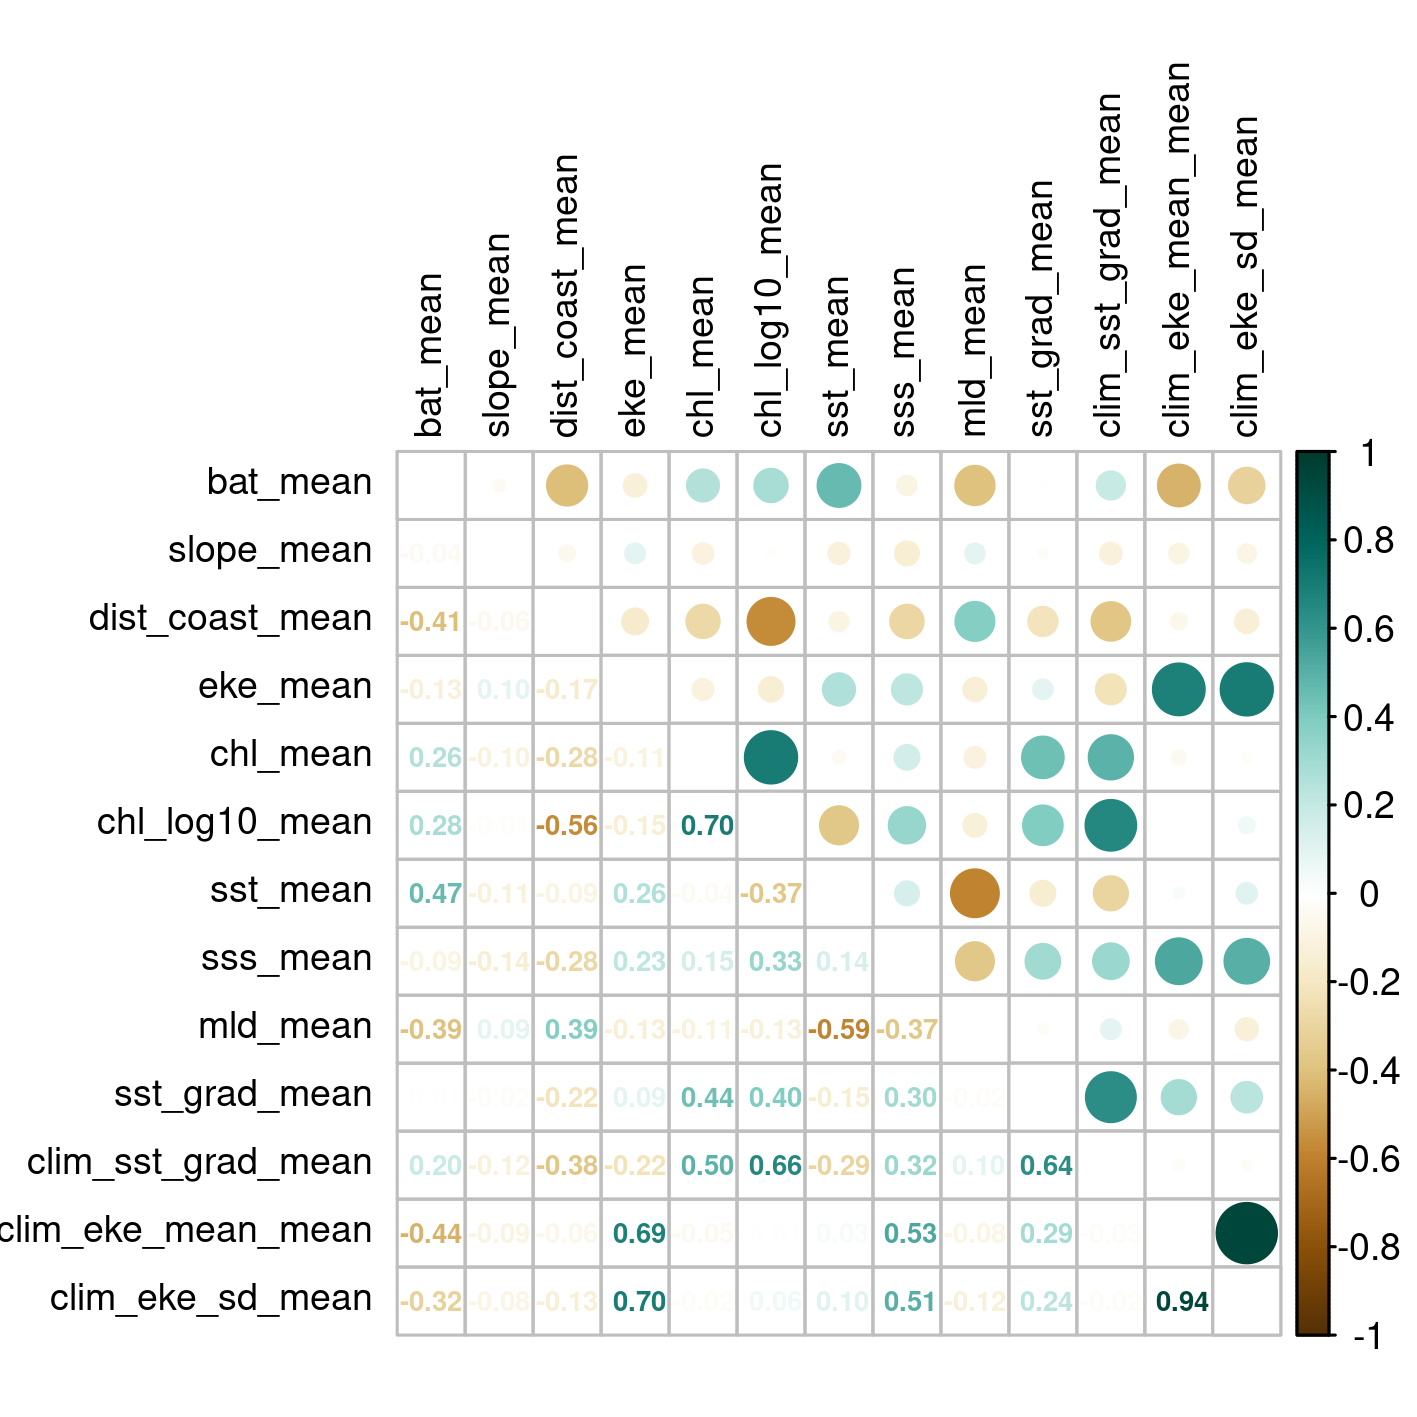 bat_mean
slope_mean
dist_coast_mean
eke_mean
chl_mean
chl_log10_mean
sst_mean
sss_mean
mld_mean
sst_grad_mean
clim_sst_grad_mean
clim_eke_mean_mean
clim_eke_sd_mean
bat_mean
slope_mean -0.04
dist_coast_mean -0.41 -0.06
eke_mean -0.13 0.10 -0.17
chl_mean 0.26 -0.10 -0.28 -0.11
chl_log10_mean 0.28 -0.56 -0.15 0.70
sst_mean 0.47 -0.11 -0.09 0.26 -0.04 -0.37
sss_mean -0.09 -0.14 -0.28 0.23 0.15 0.33 0.14
mld_mean -0.39 0.09 0.39 -0.13 -0.11 -0.13 -0.59 -0.37
sst_grad_mean -0.02 -0.22 0.09 0.44 0.40 -0.15 0.30 -0.02
clim_sst_grad_mean 0.20 -0.12 -0.38 -0.22 0.50 0.66 -0.29 0.32 0.10 0.64
clim_eke_mean_mean -0.44 -0.09 -0.06 0.69 -0.05 0.03 0.53 -0.08 0.29 -0.03
clim_eke_sd_mean -0.32 -0.08 -0.13 0.70 -0.02 0.06 0.10 0.51 -0.12 0.24 -0.02 0.94
1
0.8
0.6
0.4
0.2
0
-0.2
-0.4
-0.6
-0.8
-1